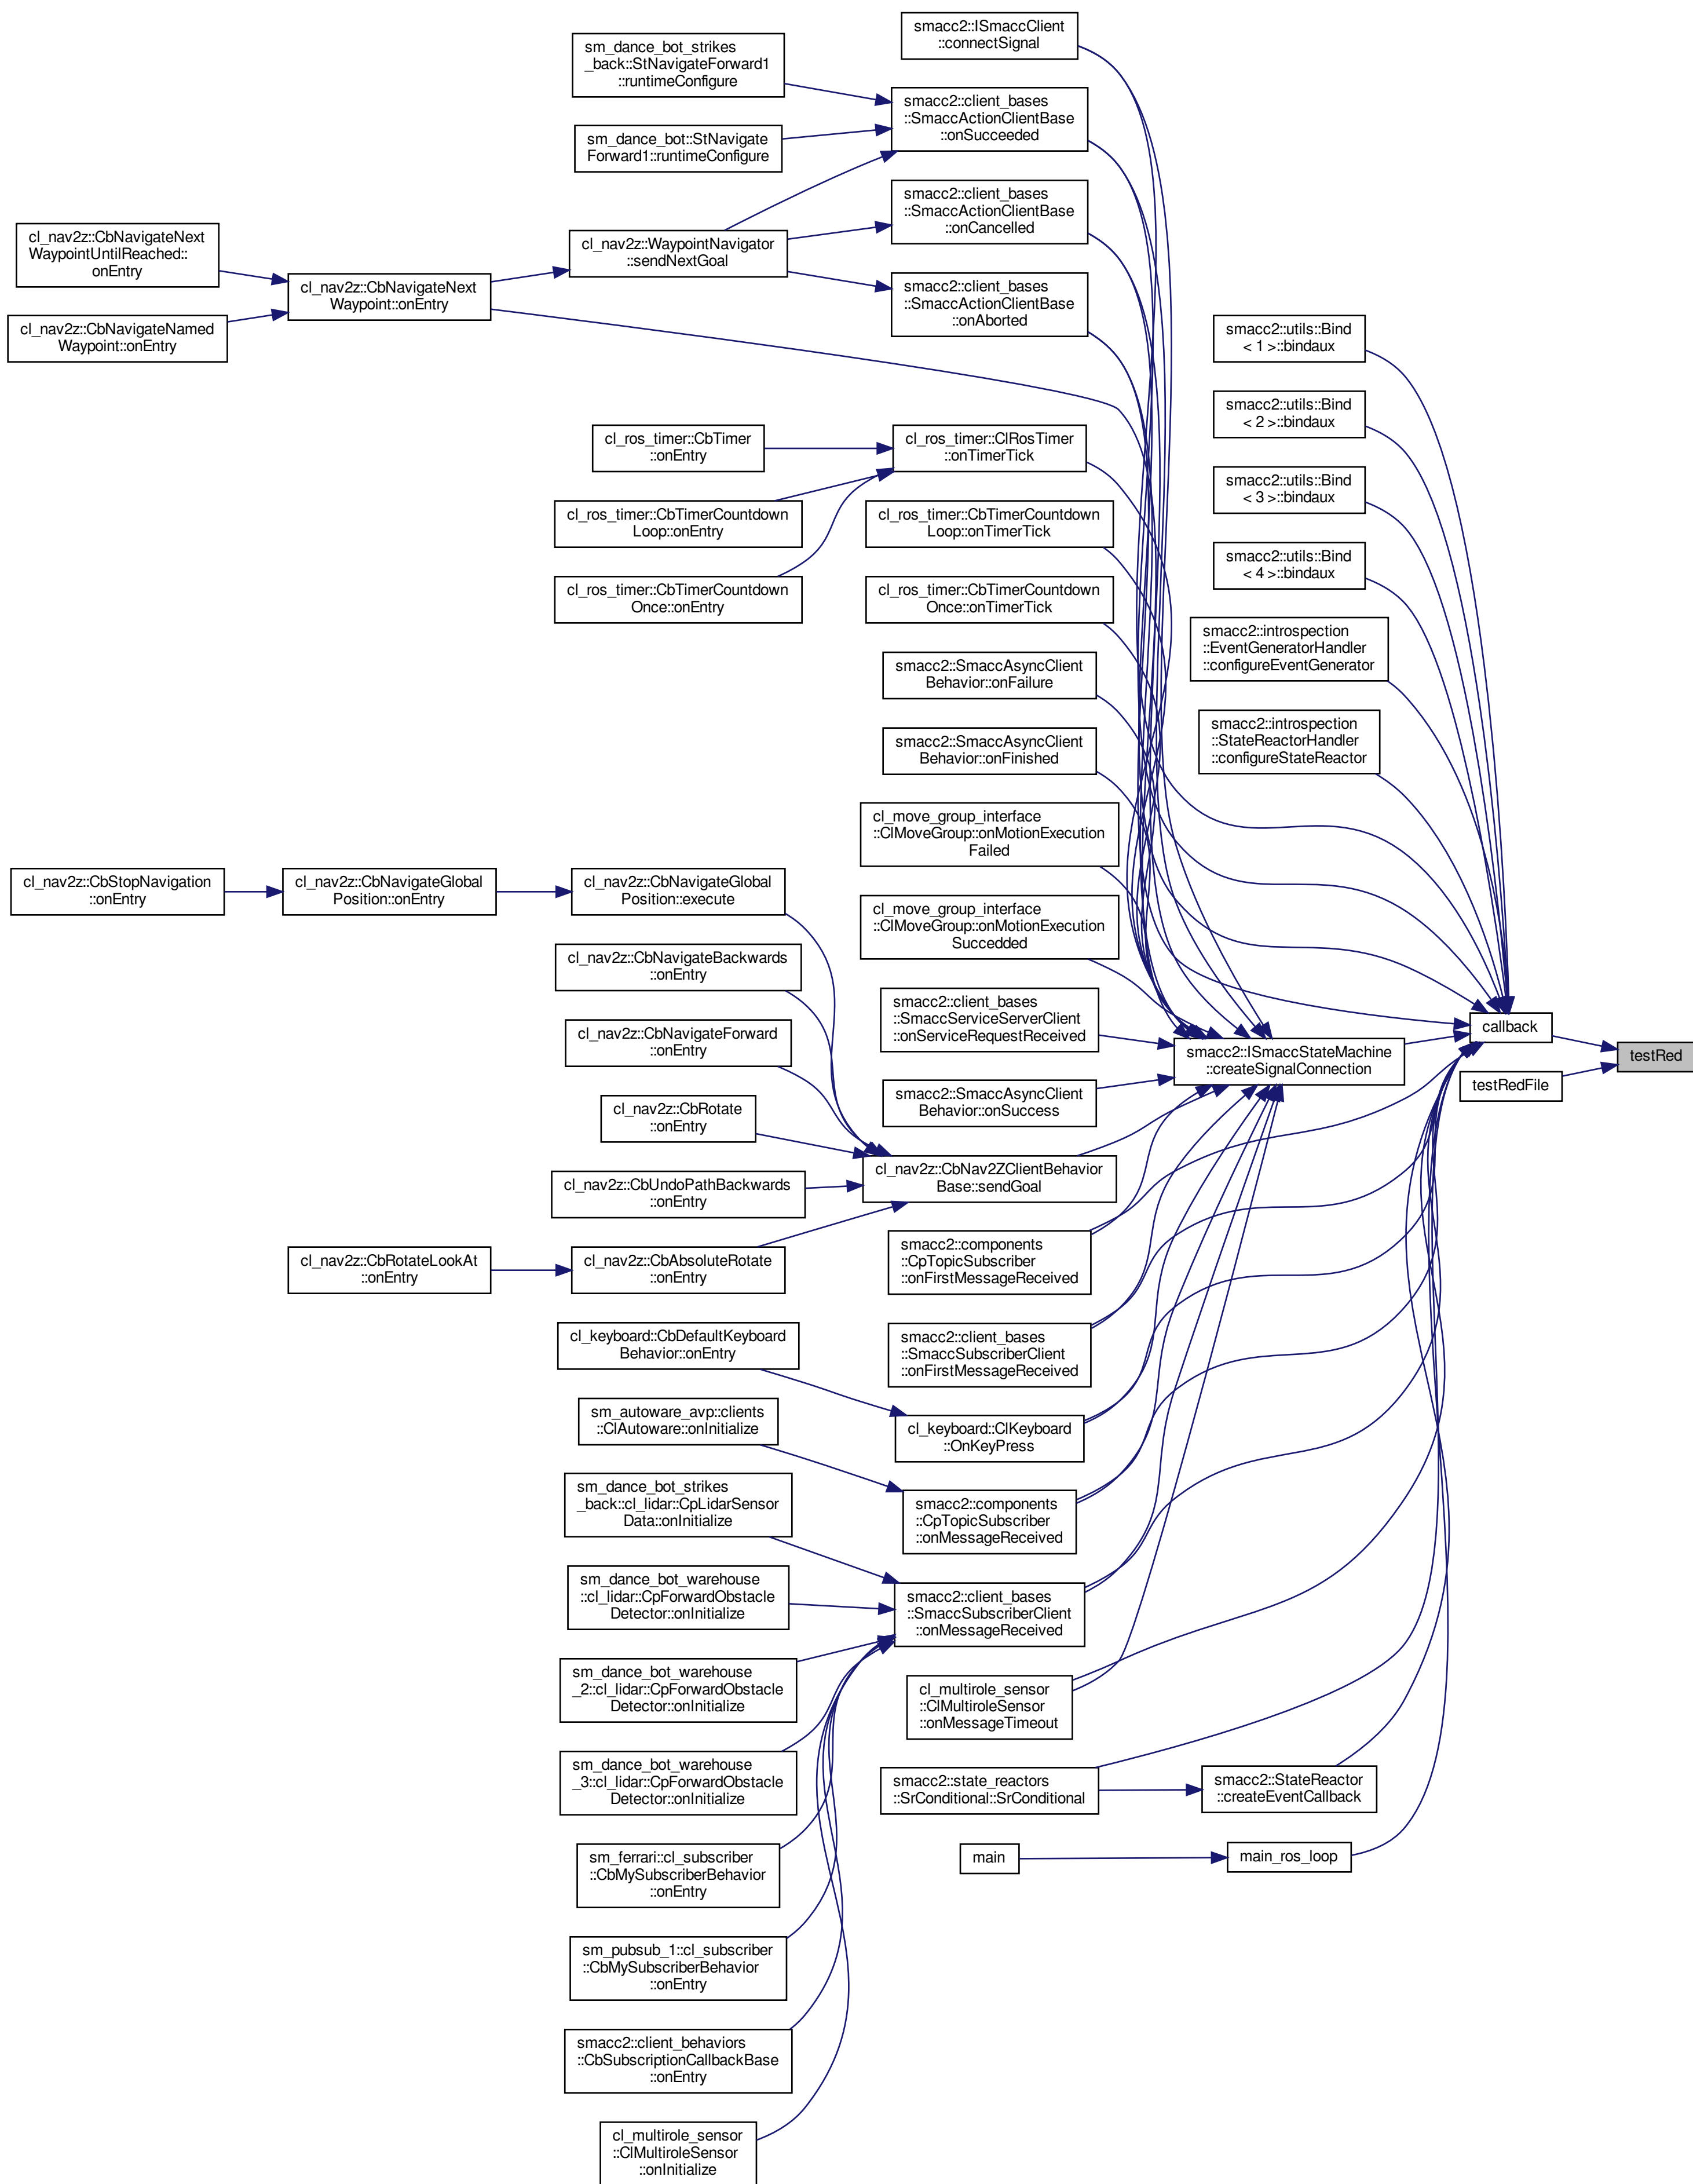 smacc2::ISmaccClient
::connectSignal
sm_dance_bot_strikes
_back::StNavigateForward1
::runtimeConfigure
smacc2::client_bases
::SmaccActionClientBase
::onSucceeded
sm_dance_bot::StNavigate
Forward1::runtimeConfigure
smacc2::client_bases
::SmaccActionClientBase
::onCancelled
cl_nav2z::CbNavigateNext
WaypointUntilReached::
onEntry
cl_nav2z::WaypointNavigator
::sendNextGoal
cl_nav2z::CbNavigateNext
Waypoint::onEntry
smacc2::client_bases
::SmaccActionClientBase
::onAborted
cl_nav2z::CbNavigateNamed
Waypoint::onEntry
smacc2::utils::Bind
< 1 >::bindaux
smacc2::utils::Bind
< 2 >::bindaux
cl_ros_timer::CbTimer
::onEntry
cl_ros_timer::ClRosTimer
::onTimerTick
smacc2::utils::Bind
< 3 >::bindaux
cl_ros_timer::CbTimerCountdown
Loop::onEntry
cl_ros_timer::CbTimerCountdown
Loop::onTimerTick
smacc2::utils::Bind
< 4 >::bindaux
cl_ros_timer::CbTimerCountdown
Once::onEntry
cl_ros_timer::CbTimerCountdown
Once::onTimerTick
smacc2::introspection
::EventGeneratorHandler
::configureEventGenerator
smacc2::SmaccAsyncClient
Behavior::onFailure
smacc2::introspection
::StateReactorHandler
::configureStateReactor
smacc2::SmaccAsyncClient
Behavior::onFinished
cl_move_group_interface
::ClMoveGroup::onMotionExecution
Failed
cl_nav2z::CbStopNavigation
::onEntry
cl_nav2z::CbNavigateGlobal
Position::onEntry
cl_nav2z::CbNavigateGlobal
Position::execute
cl_move_group_interface
::ClMoveGroup::onMotionExecution
Succedded
cl_nav2z::CbNavigateBackwards
::onEntry
smacc2::client_bases
::SmaccServiceServerClient
::onServiceRequestReceived
callback
cl_nav2z::CbNavigateForward
::onEntry
smacc2::ISmaccStateMachine
::createSignalConnection
testRed
testRedFile
smacc2::SmaccAsyncClient
Behavior::onSuccess
cl_nav2z::CbRotate
::onEntry
cl_nav2z::CbNav2ZClientBehavior
Base::sendGoal
cl_nav2z::CbUndoPathBackwards
::onEntry
smacc2::components
::CpTopicSubscriber
::onFirstMessageReceived
cl_nav2z::CbRotateLookAt
::onEntry
cl_nav2z::CbAbsoluteRotate
::onEntry
cl_keyboard::CbDefaultKeyboard
Behavior::onEntry
smacc2::client_bases
::SmaccSubscriberClient
::onFirstMessageReceived
sm_autoware_avp::clients
::ClAutoware::onInitialize
cl_keyboard::ClKeyboard
::OnKeyPress
sm_dance_bot_strikes
_back::cl_lidar::CpLidarSensor
Data::onInitialize
smacc2::components
::CpTopicSubscriber
::onMessageReceived
sm_dance_bot_warehouse
::cl_lidar::CpForwardObstacle
Detector::onInitialize
smacc2::client_bases
::SmaccSubscriberClient
::onMessageReceived
sm_dance_bot_warehouse
_2::cl_lidar::CpForwardObstacle
Detector::onInitialize
cl_multirole_sensor
::ClMultiroleSensor
::onMessageTimeout
sm_dance_bot_warehouse
_3::cl_lidar::CpForwardObstacle
Detector::onInitialize
smacc2::state_reactors
::SrConditional::SrConditional
smacc2::StateReactor
::createEventCallback
sm_ferrari::cl_subscriber
::CbMySubscriberBehavior
::onEntry
main
main_ros_loop
sm_pubsub_1::cl_subscriber
::CbMySubscriberBehavior
::onEntry
smacc2::client_behaviors
::CbSubscriptionCallbackBase
::onEntry
cl_multirole_sensor
::ClMultiroleSensor
::onInitialize